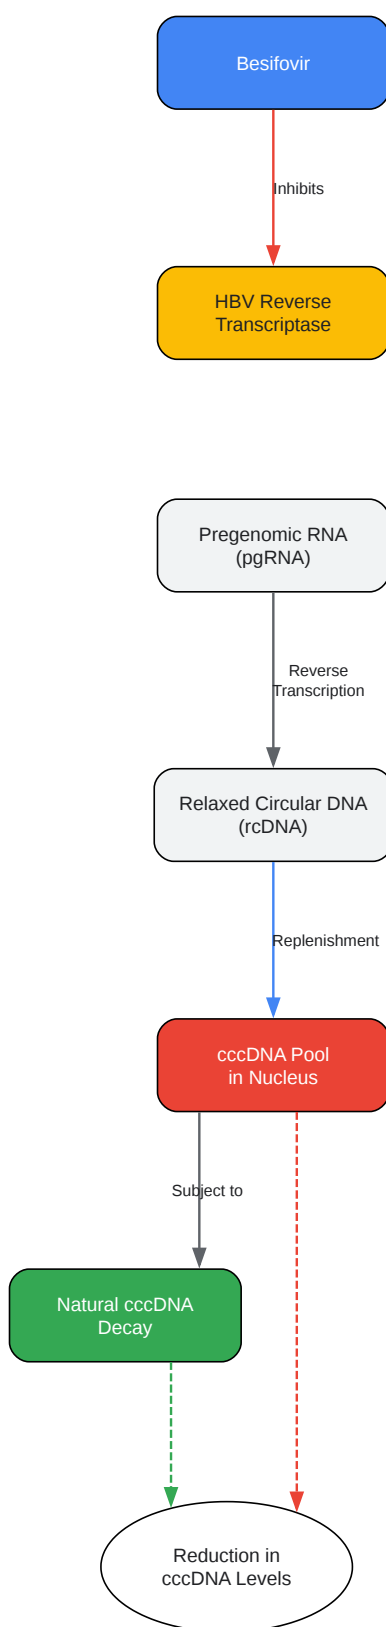 Besifovir
Inhibits
HBV Reverse
Transcriptase
Pregenomic RNA
(pgRNA)
Reverse
Transcription
Relaxed Circular DNA
(rcDNA)
Replenishment
cccDNA Pool
in Nucleus
Subject to
Natural cccDNA
Decay
Reduction in
cccDNA Levels